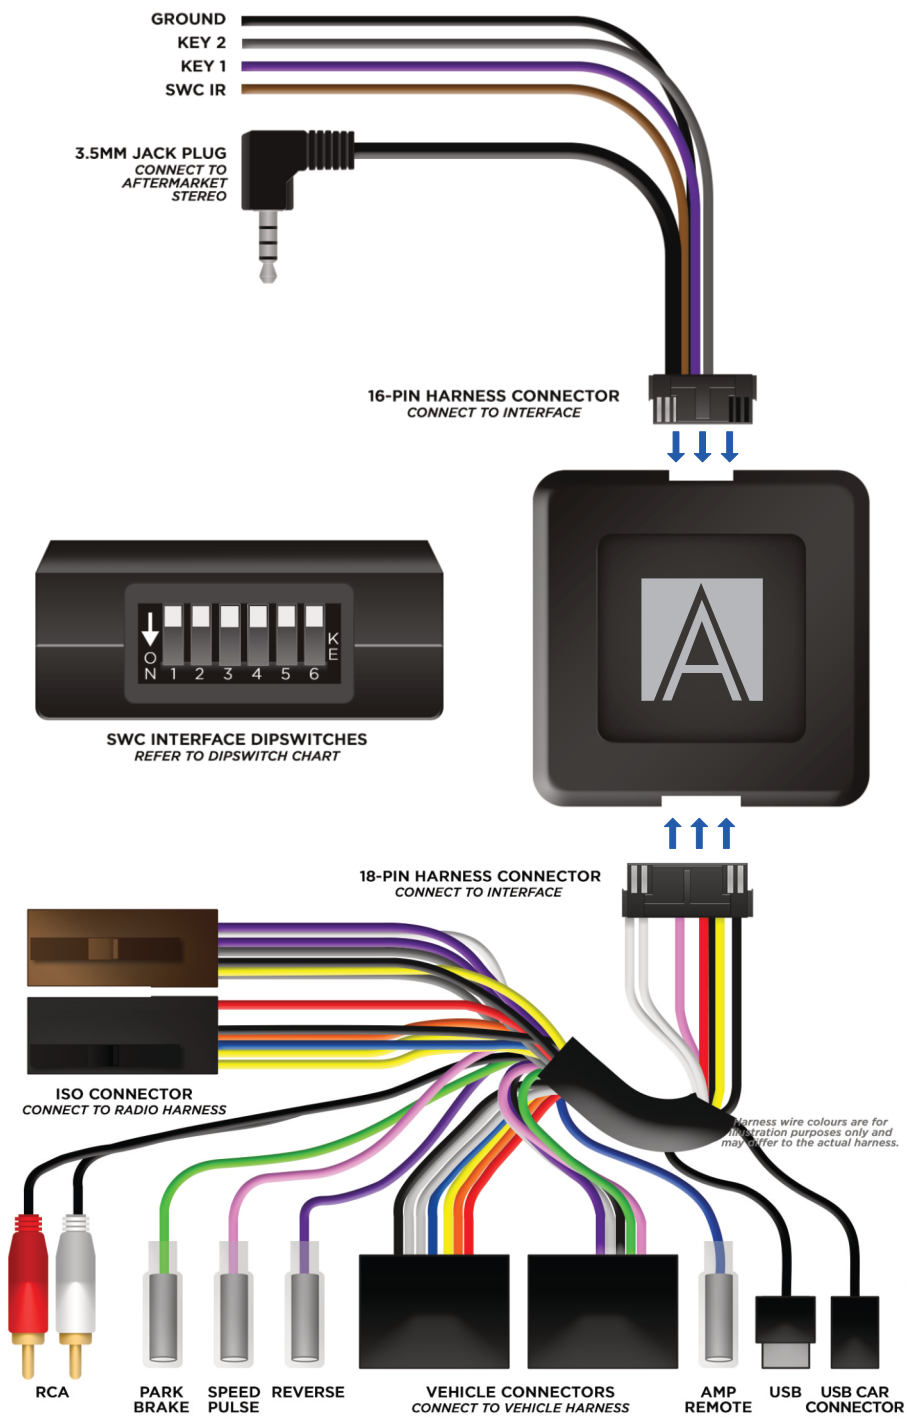 GROUND
KEY 2
KEY 1
SWC IR
3.5MM JACK PLUG
CONNECT TO
AFTERMARKET
STEREO
16-PIN HARNESS CONNECTOR
CONNECT TO INTERFACE
A
ON
1 2 3 4 5 6
KE
SWC INTERFACE DIPSWITCHES
REFER TO DIPSWITCH CHART
18-PIN HARNESS CONNECTOR
CONNECT TO INTERFACE
ISO CONNECTOR
CONNECT TO RADIO HARNESS
Harness wire colours are for
illustration purposes only and
may differ to the actual harness.
RCA
PARK
BRAKE
SPEED
PULSE
REVERSE
VEHICLE CONNECTORS
CONNECT TO VEHICLE HARNESS
AMP
REMOTE
USB
USB CAR
CONNECTOR